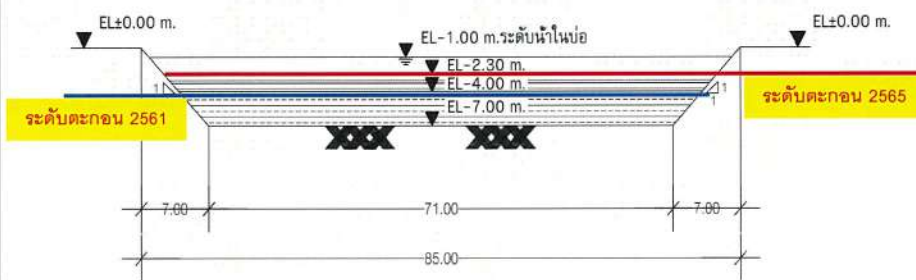 EL±0.00 m.
EL±0.00 m.
EL-1.00 m.ระดับน้ำในบ่อ
EL-2.30 m.
EL-4.00 m.
1
1
1
EL-7.00 m.
ระดับตะกอน 2561
ระดับตะกอน 2565
7.00
71.00
7.00
85.00